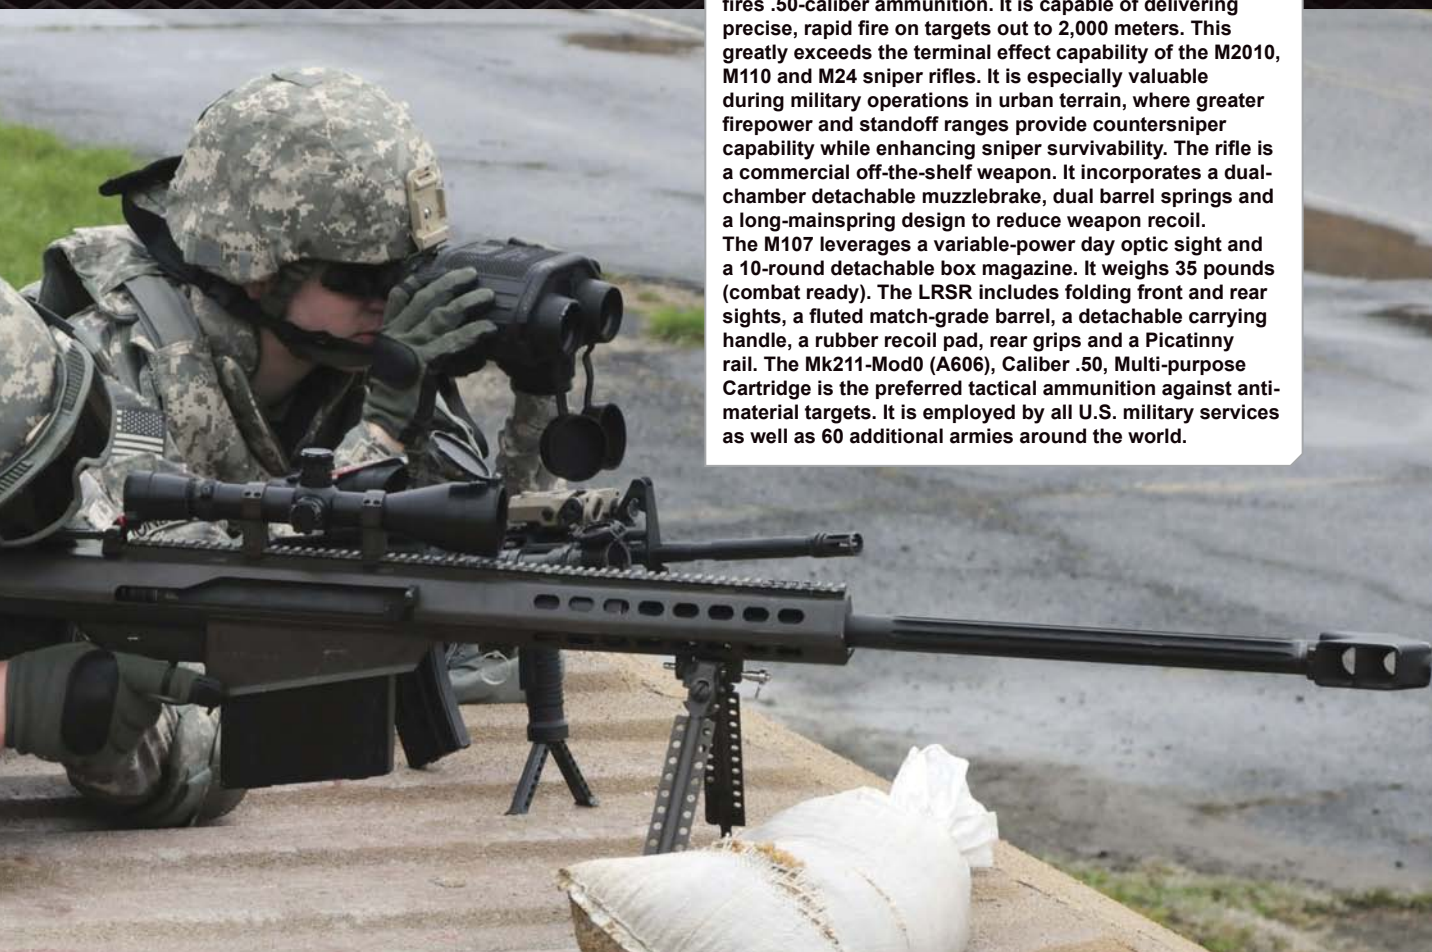 fires .50-caliber ammunition. It is capable of delivering
precise, rapid fire on targets out to 2,000 meters. This
greatly exceeds the terminal effect capability of the M2010,
M110 and M24 sniper rifles. It is especially valuable
during military operations in urban terrain, where greater
firepower and standoff ranges provide countersniper
capability while enhancing sniper survivability. The rifle is
a commercial off-the-shelf weapon. It incorporates a dual-
chamber detachable muzzlebrake, dual barrel springs and
a long-mainspring design to reduce weapon recoil.
The M107 leverages a variable-power day optic sight and
a 10-round detachable box magazine. It weighs 35 pounds
(combat ready). The LRSR includes folding front and rear
sights, a fluted match-grade barrel, a detachable carrying
handle, a rubber recoil pad, rear grips and a Picatinny
rail. The Mk211-Mod0 (A606), Caliber .50, Multi-purpose
Cartridge is the preferred tactical ammunition against anti-
material targets. It is employed by all U.S. military services
as well as 60 additional armies around the world.